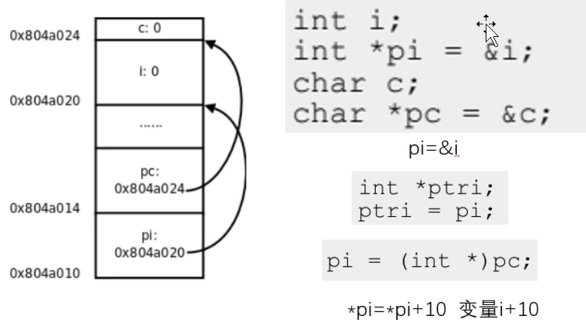 0x804a024
c: 0
i: 0
0x804a020
......
pc:
0x804a024
0x804a014
pi:
0x804a020
0x804a010
int i;
int *pi = &i;
char c;
char *pc = &c;
pi=&i
int *ptri;
ptri = pi;
pi = (int *)pc;
*pi=*pi+10 变量i+10